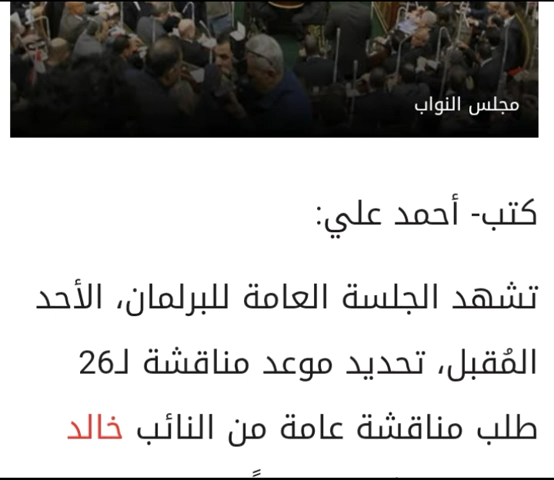 مجلس النواب
كتب- أحمد علي:
تشهد الجلسة العامة للبرلمان، الأحد
المُقبل، تحديد موعد مناقشة لـ26
طلب مناقشة عامة من النائب خالد